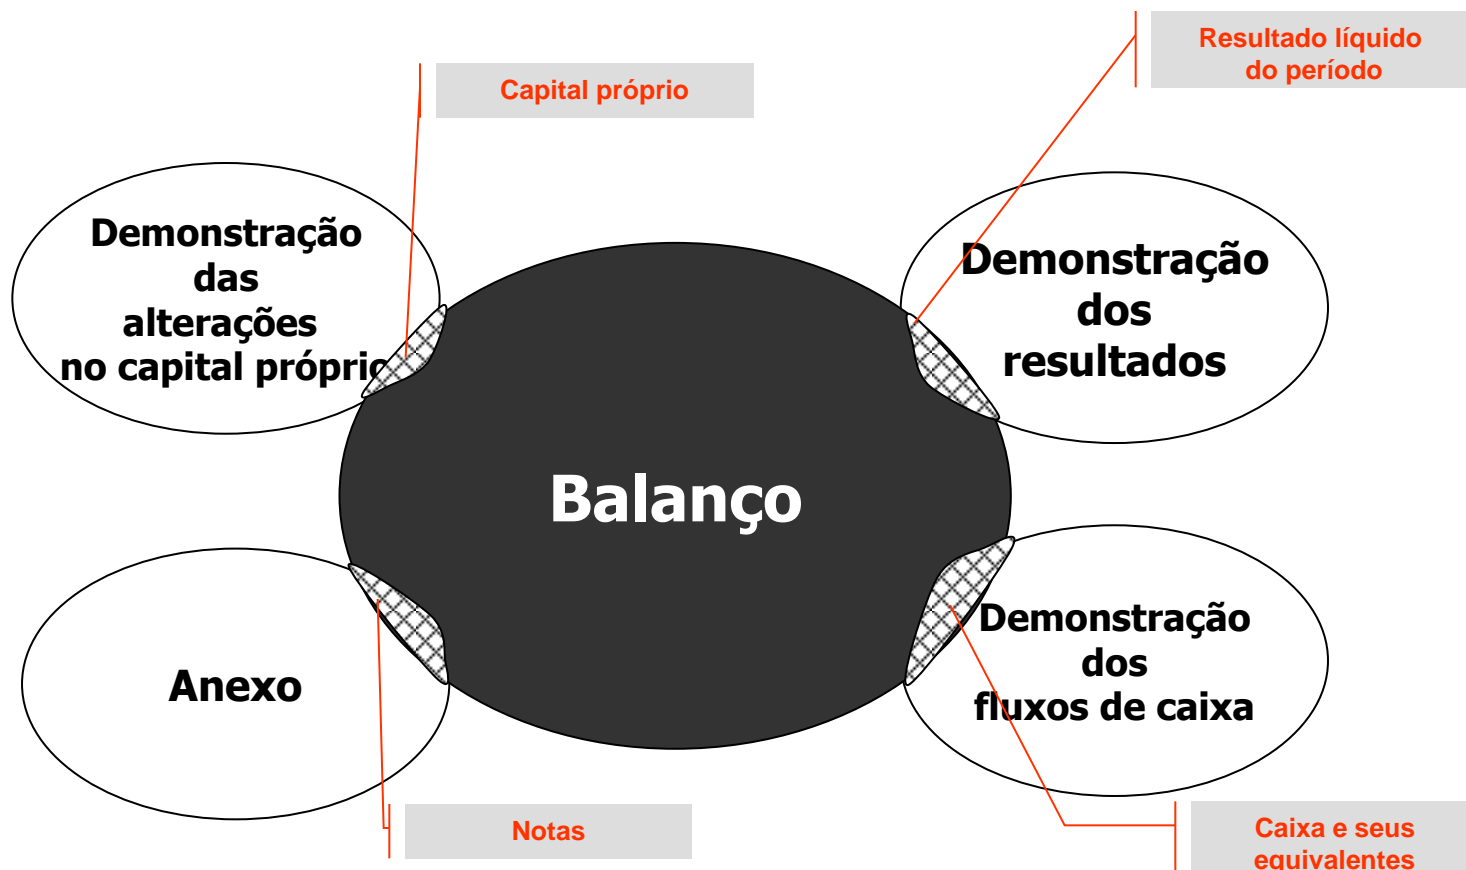 Resultado líquido
do período
Capital próprio
Demonstração
das
alterações
no capital próprio
Demonstração
dos
resultados
Balanço
Anexo
Demonstração
dos
fluxos de caixa
Notas
Caixa e seus
equivalentes